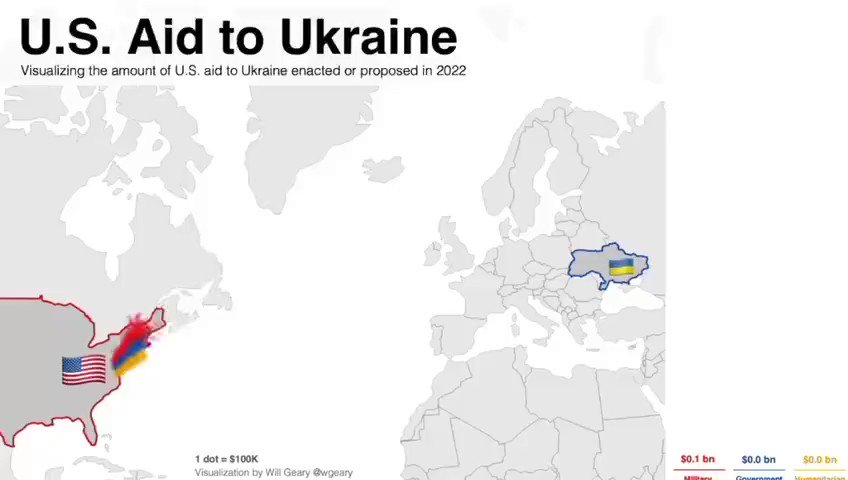 U.S. Aid to Ukraine
Visualizing the amount of U.S. aid to Ukraine enacted or proposed in 2022
1 dot = $100K
Visualization by Will Geary @wgeary
$0.1 bn $0.0 bn $0.0 bn
Military Government Humanitarian